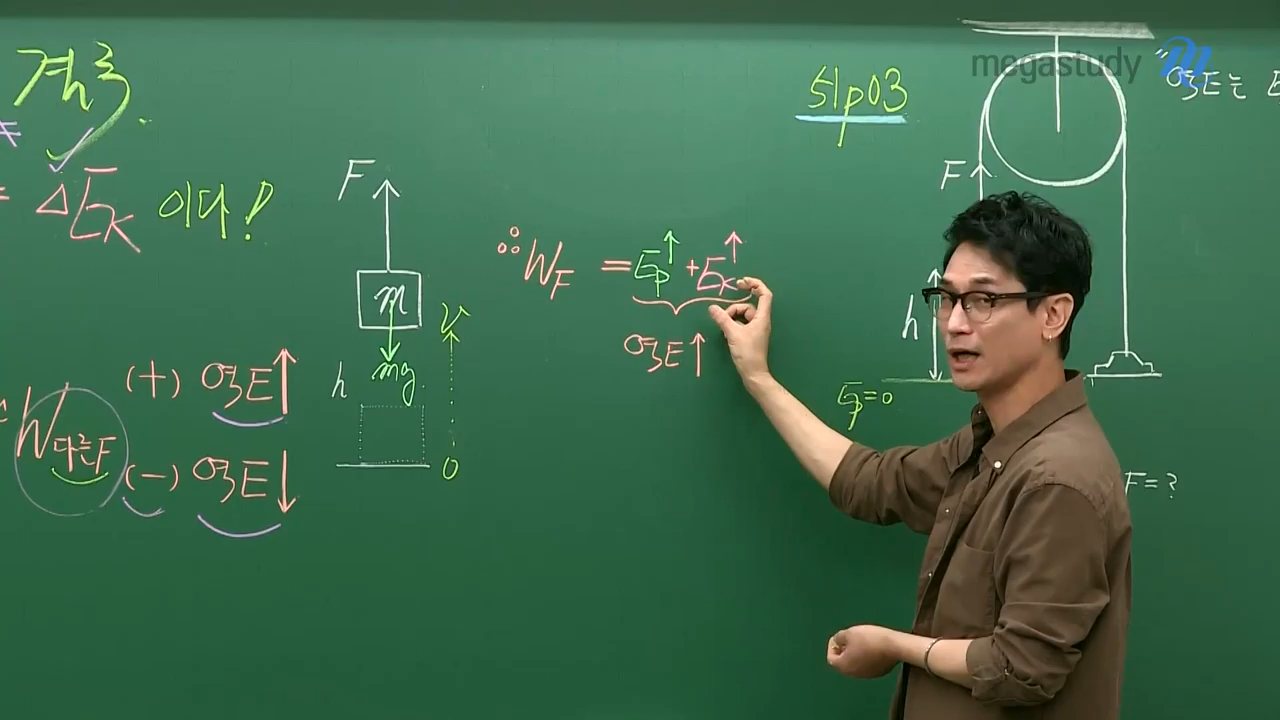 결론
= ΔEk 이다!
W다른F
(+) 역E↑
(-) 역E↓
F
m
mg
h
v
0
∴ WF = Ep↑ + Ek↑
역E↑
51p03
megastudy
"역E는 E
F
h
Ep=0
F=?